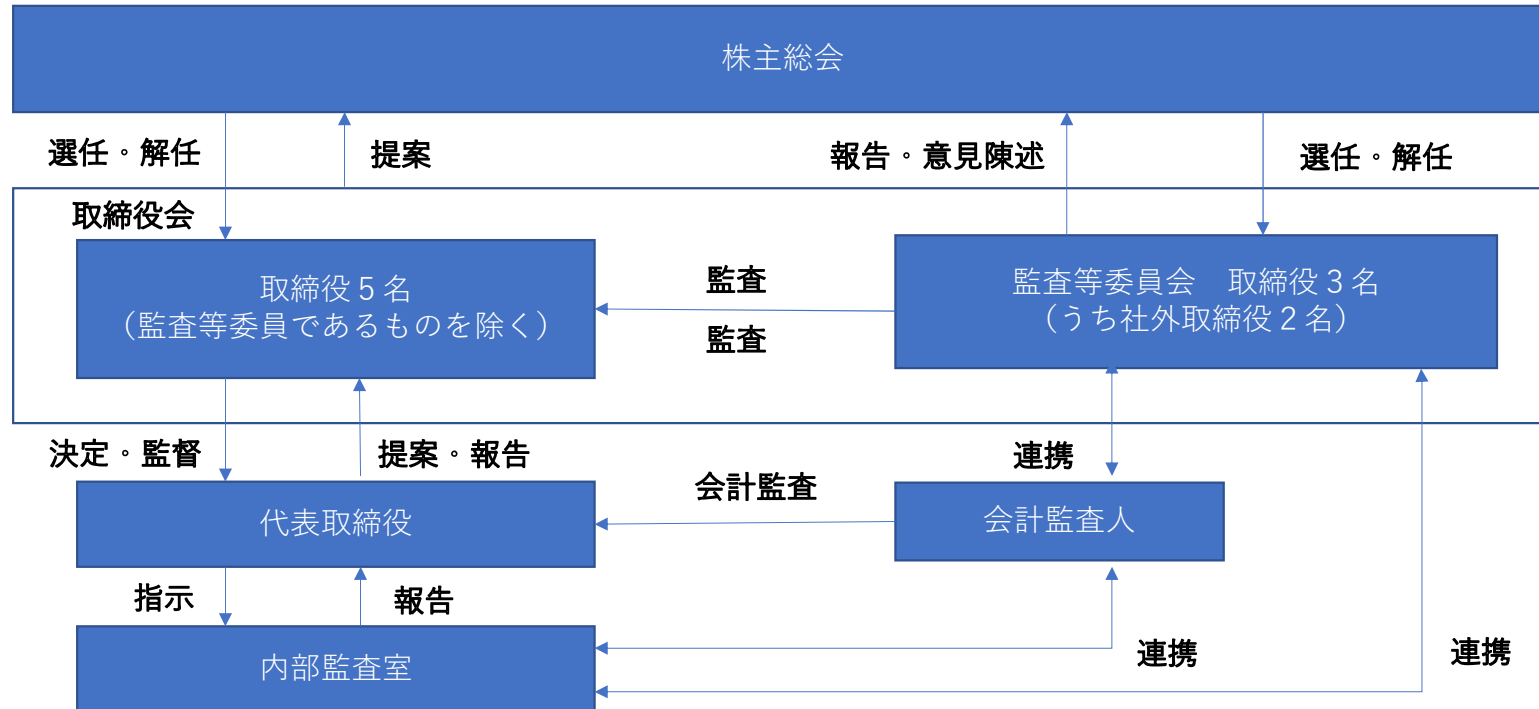 株主総会
選任・解任
提案
報告・意見陳述
選任・解任
取締役会
取締役5名
(監査等委員であるものを除く)
監査
監査
監査等委員会　取締役3名
(うち社外取締役2名)
決定・監督
提案・報告
連携
会計監査
代表取締役
会計監査人
指示
報告
連携
連携
内部監査室